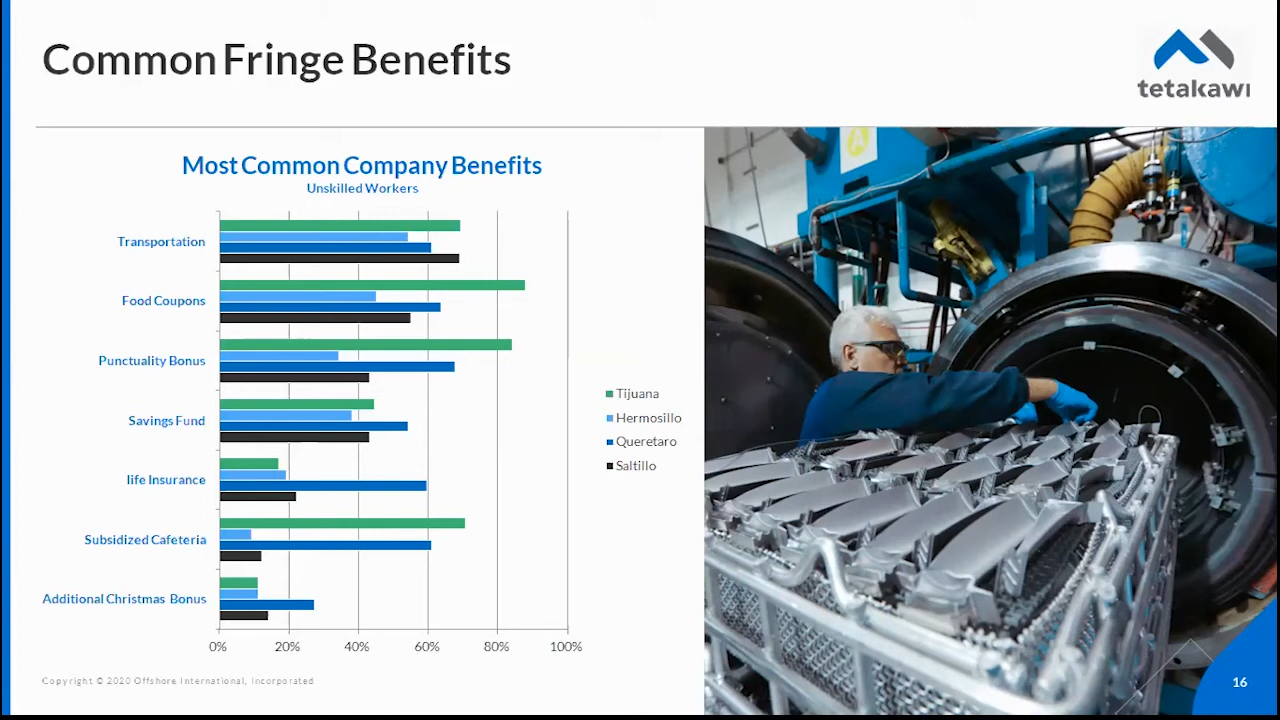 Common Fringe Benefits
tetakawi
Most Common Company Benefits
Unskilled Workers
Transportation
Food Coupons
Punctuality Bonus
Savings Fund
life Insurance
Subsidized Cafeteria
Additional Christmas Bonus
0% 20% 40% 60% 80% 100%
Tijuana
Hermosillo
Queretaro
Saltillo
A
Copyright © 2020 Offshore International, Incorporated
16